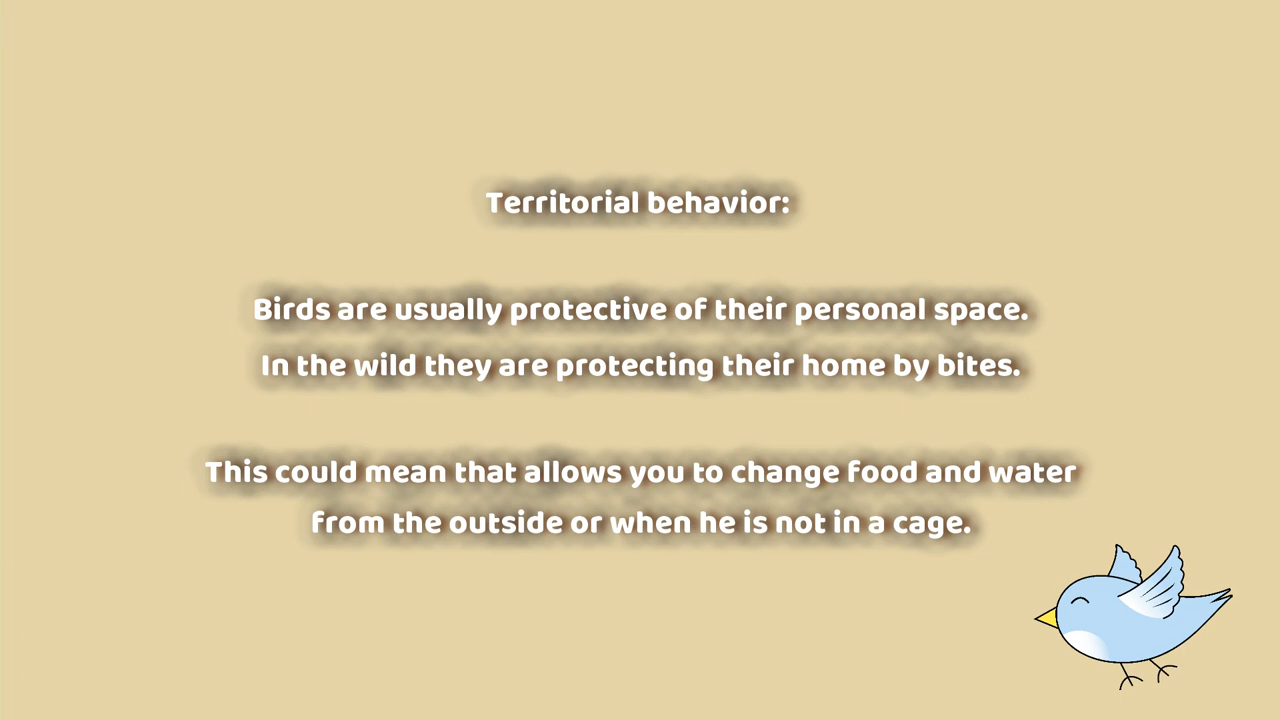 Territorial behavior:
Birds are usually protective of their personal space.
In the wild they are protecting their home by bites.
This could mean that allows you to change food and water
from the outside or when he is not in a cage.